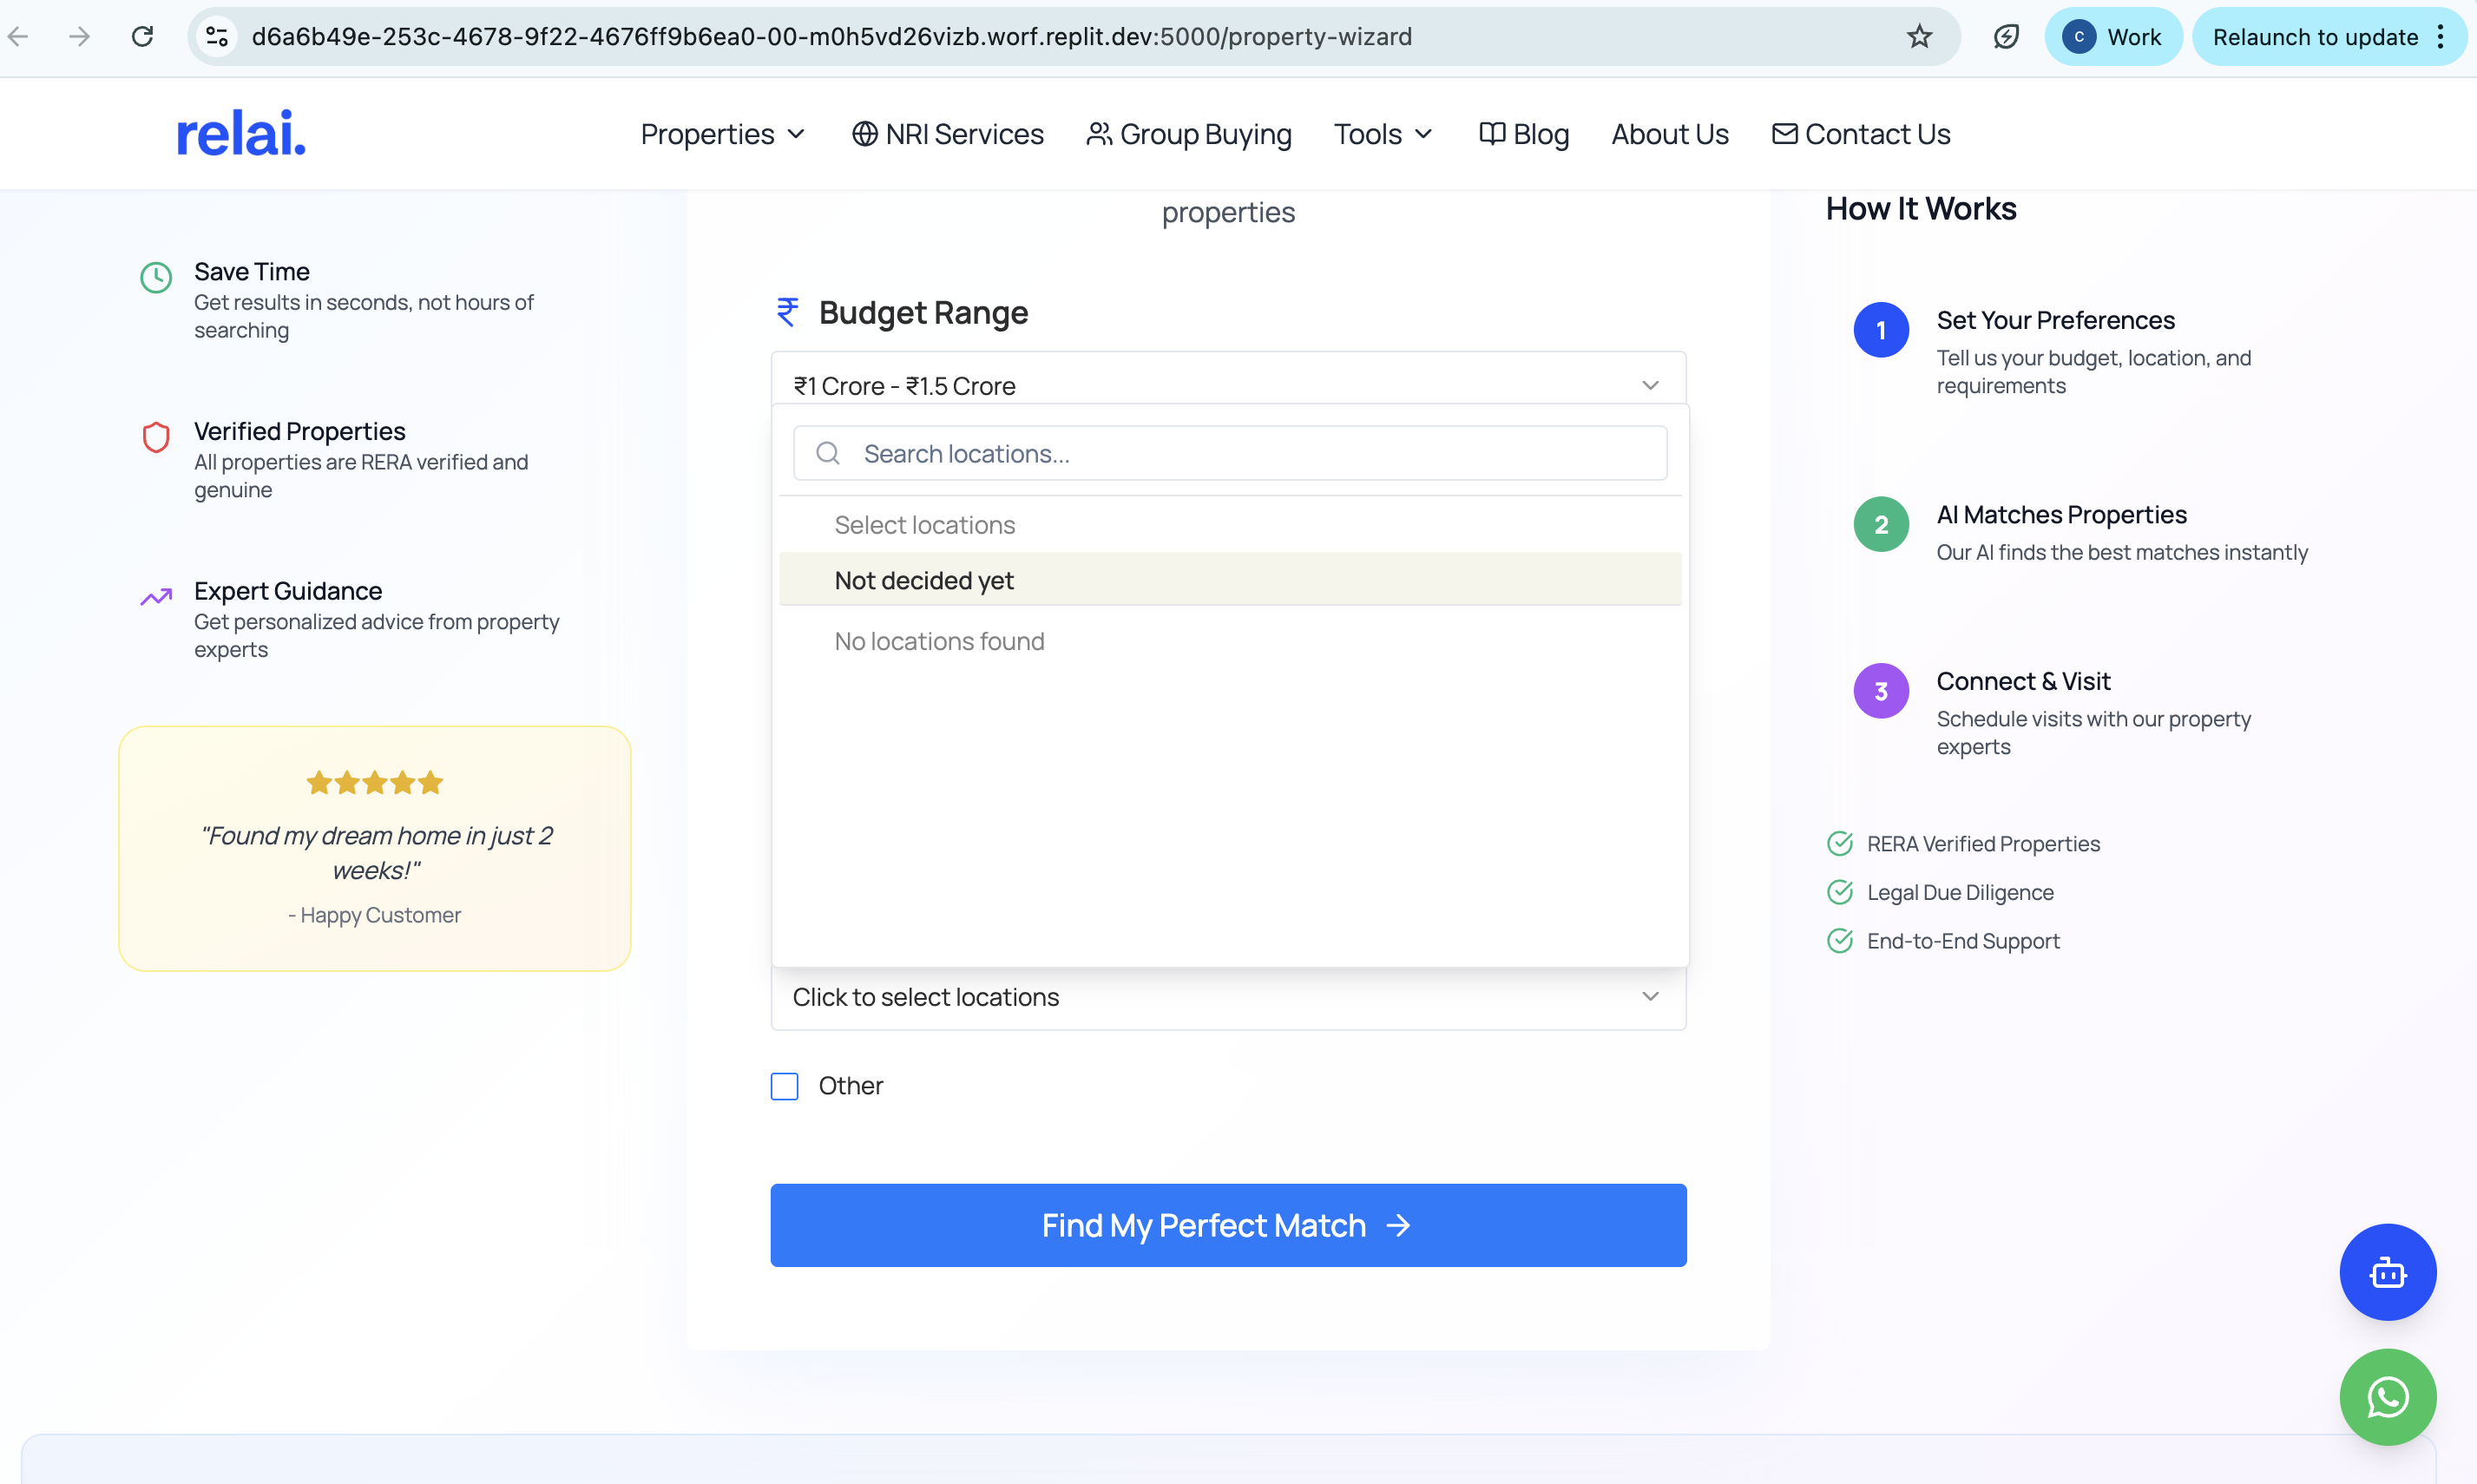 d6a6b49e-253c-4678-9f22-4676ff9b6ea0-00-m0h5vd26vizb.worf.replit.dev:5000/property-wizard
C
Work
Relaunch to update
relai.
Properties
NRI Services
Group Buying
Tools
Blog
About Us
Contact Us
Save Time
Get results in seconds, not hours of
searching
Verified Properties
All properties are RERA verified and
genuine
Expert Guidance
Get personalized advice from property
experts
"Found my dream home in just 2
weeks!"
- Happy Customer
properties
₹ Budget Range
₹1 Crore - ₹1.5 Crore
Search locations...
Select locations
Not decided yet
No locations found
Click to select locations
Other
Find My Perfect Match
How It Works
1
Set Your Preferences
Tell us your budget, location, and
requirements
2
AI Matches Properties
Our AI finds the best matches instantly
3
Connect & Visit
Schedule visits with our property
experts
RERA Verified Properties
Legal Due Diligence
End-to-End Support